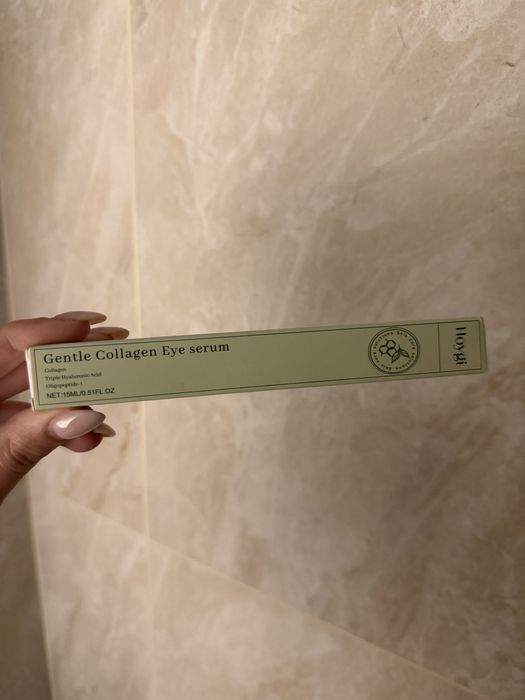 Gentle Collagen Eye serum
Collagen
Triple Hyaluronic Acid
Oligopeptide-1
NET:15ML/0.51FL.OZ
Hoygi